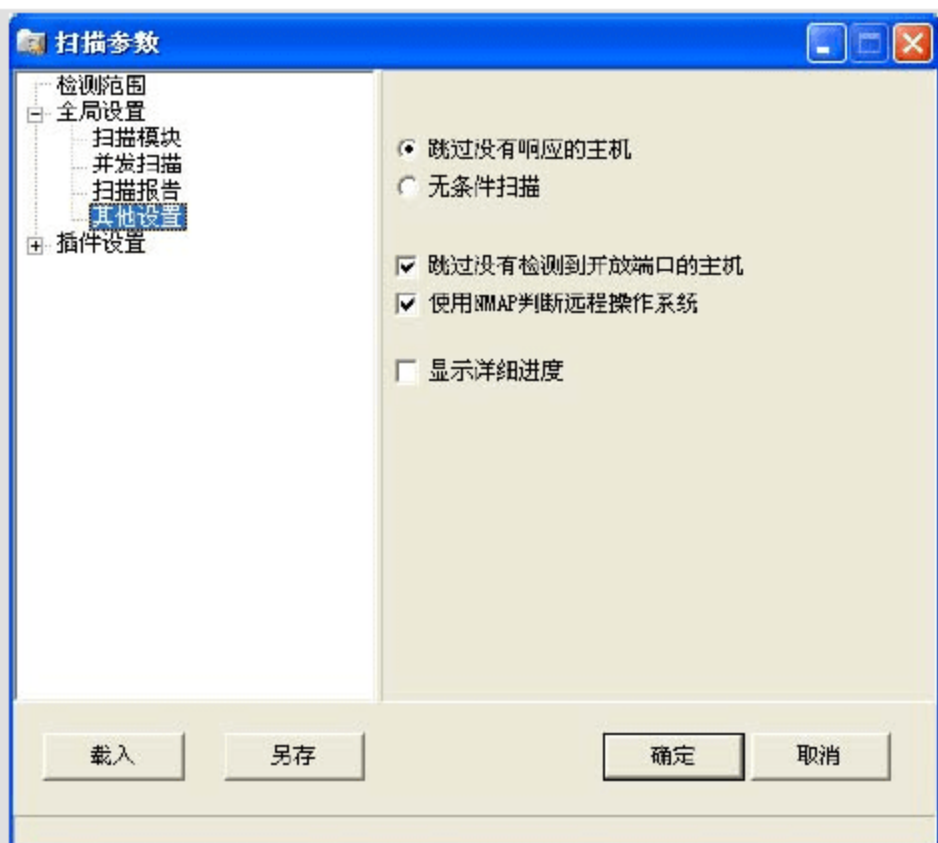 扫描参数
检测范围
全局设置
扫描模块
并发扫描
扫描报告
其他设置
插件设置
跳过没有响应的主机
无条件扫描
跳过没有检测到开放端口的主机
使用NMAP判断远程操作系统
显示详细进度
载入
另存
确定
取消